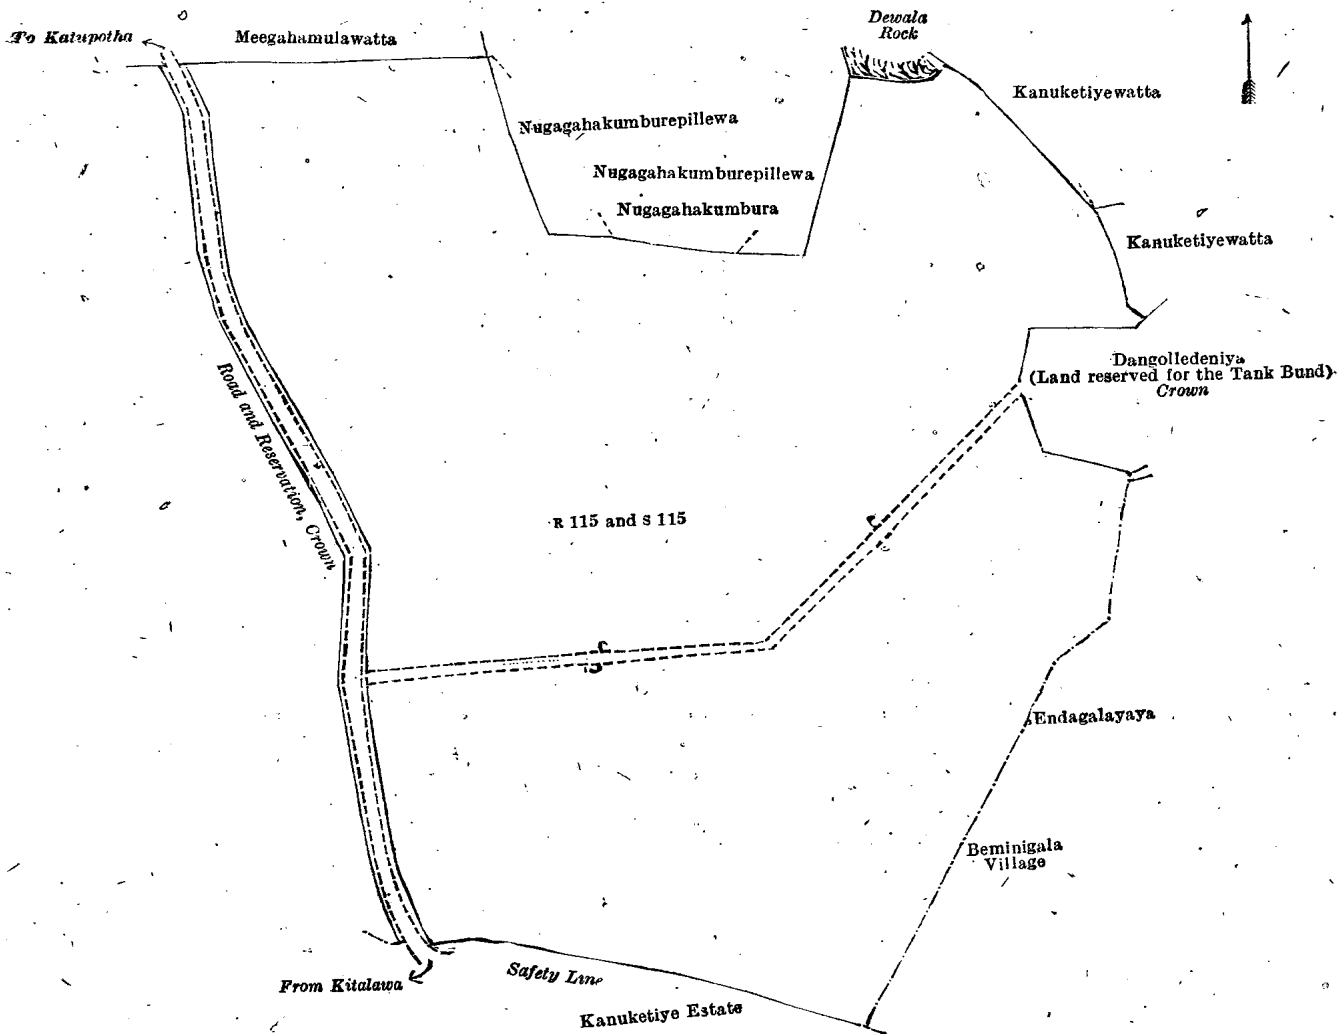 Dewala
Rock
To Katupotha
Meegahamulawatta
Kanuketiyewatta
Nugagahakumburepillewa
Nugagahakumburepillewa
Nugagahakumbura
Kanuketiyewatta
Dangolledeniya
(Land reserved for the Tank Bund)
Crown
Road and Reservation, Crown
R 115 and S 115
Endagalayaya
Beminigala
Village
Safety Line
From Kitalawa
Kanuketiye Estate